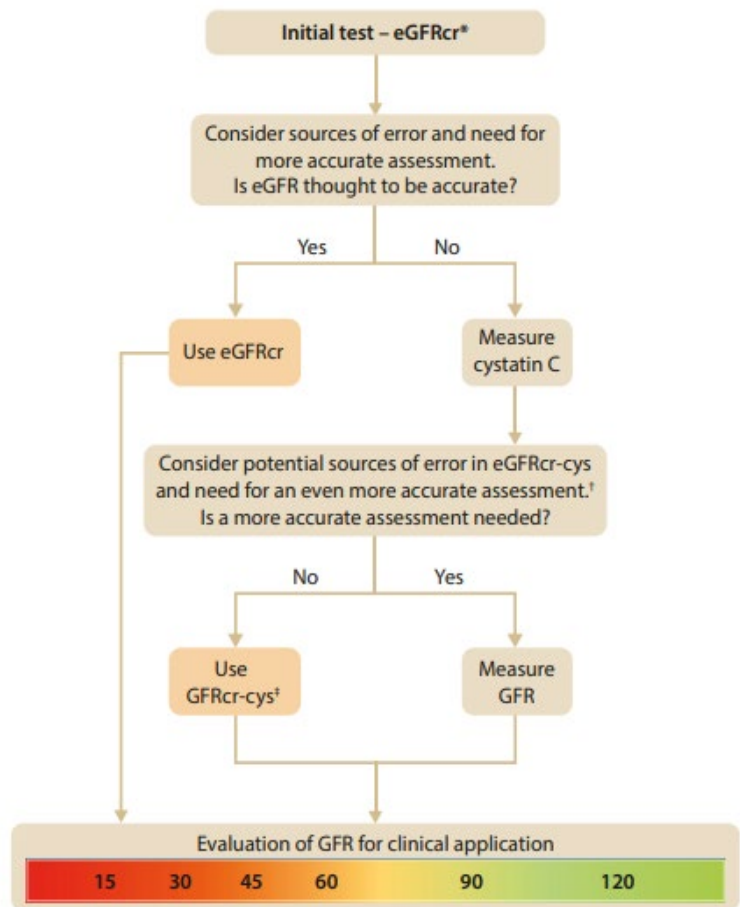 Initial test – eGFRcr*
Consider sources of error and need for
more accurate assessment.
Is eGFR thought to be accurate?
Yes
No
Use eGFRcr
Measure
cystatin C
Consider potential sources of error in eGFRcr-cys
and need for an even more accurate assessment.†
Is a more accurate assessment needed?
No
Yes
Use
GFRcr-cys‡
Measure
GFR
Evaluation of GFR for clinical application
15 30 45 60 90 120